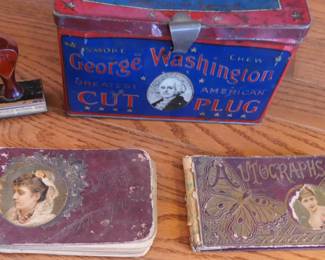 SMOKE CHEW
George Washington
GREATEST AMERICAN
CUT PLUG
AUTOGRAPHS